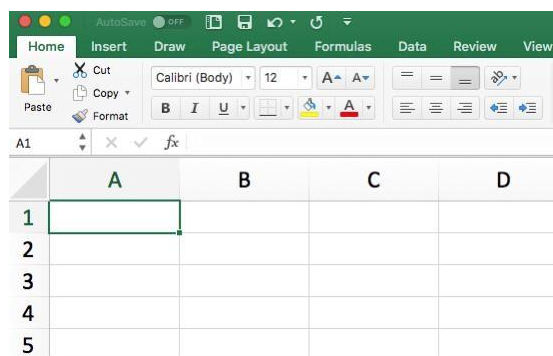 AutoSave OFF
Home Insert Draw Page Layout Formulas Data Review View
Paste
Cut
Copy
Format
Calibri (Body) 12 A A
B I U A
A1 fx
A B C D
1
2
3
4
5